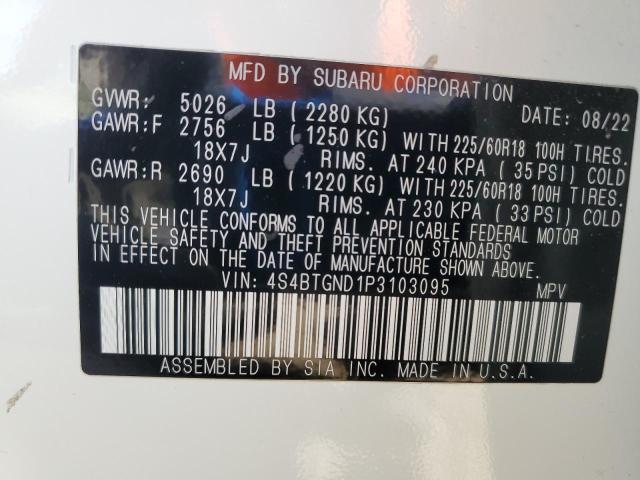 MFD BY SUBARU CORPORATION
GVWR: 5026 LB ( 2280 KG) DATE: 08/22
GAWR:F 2756 LB ( 1250 KG) WITH 225/60R18 100H TIRES.
18X7J RIMS. AT 240 KPA ( 35 PSI) COLD
GAWR:R 2690 LB ( 1220 KG) WITH 225/60R18 100H TIRES.
18X7J RIMS. AT 230 KPA ( 33 PSI) COLD
THIS VEHICLE CONFORMS TO ALL APPLICABLE FEDERAL MOTOR
VEHICLE SAFETY AND THEFT PREVENTION STANDARDS
IN EFFECT ON THE DATE OF MANUFACTURE SHOWN ABOVE.
VIN: 4S4BTGND1P3103095 MPV
ASSEMBLED BY SIA INC. MADE IN U.S.A.